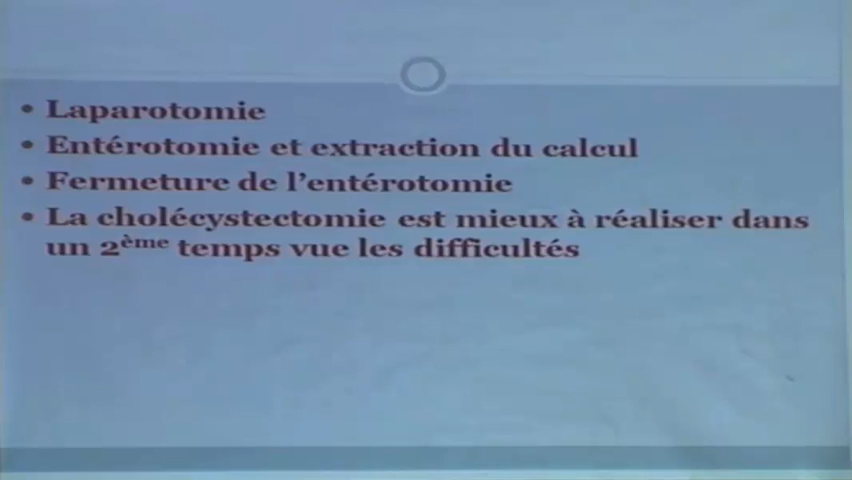 • Laparotomie
• Entérotomie et extraction du calcul
• Fermeture de l'entérotomie
• La cholécystectomie est mieux à réaliser dans
un 2ème temps vue les difficultés